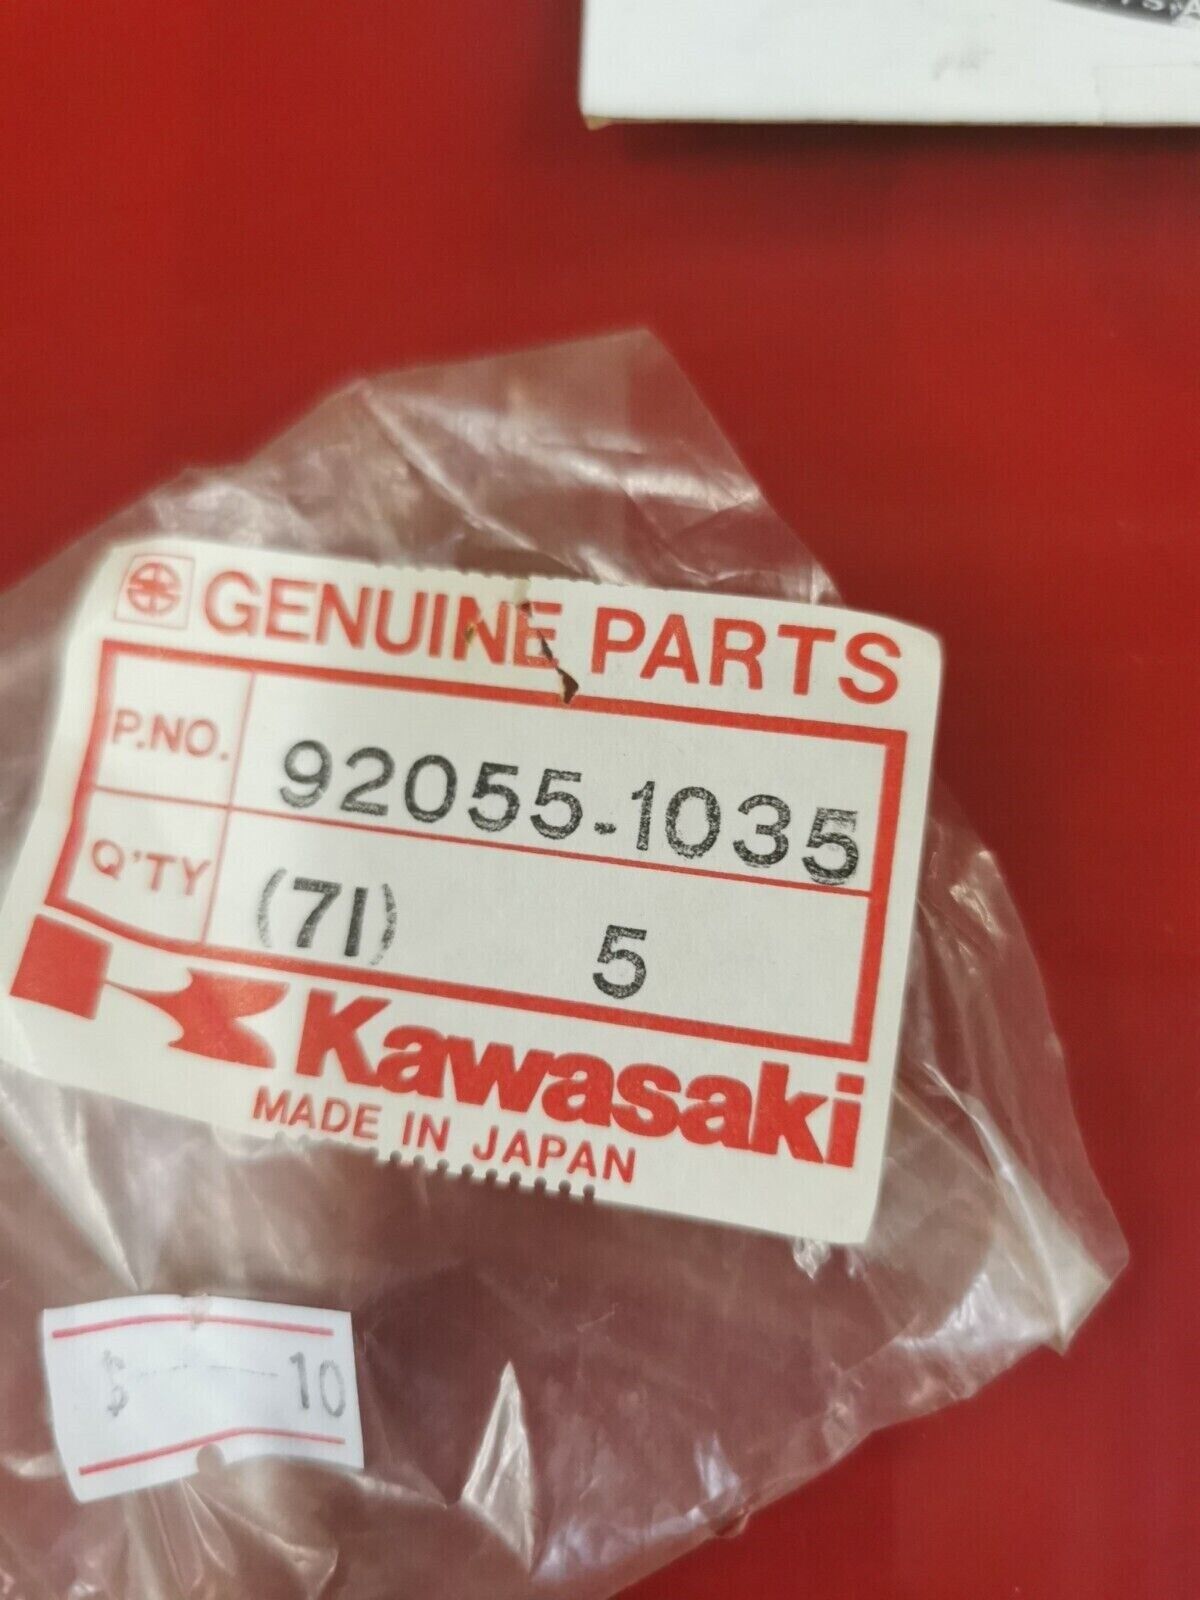 GENUINE PARTS
P.NO. 92055-1035
Q'TY (71) 5
Kawasaki
MADE IN JAPAN
$ 10